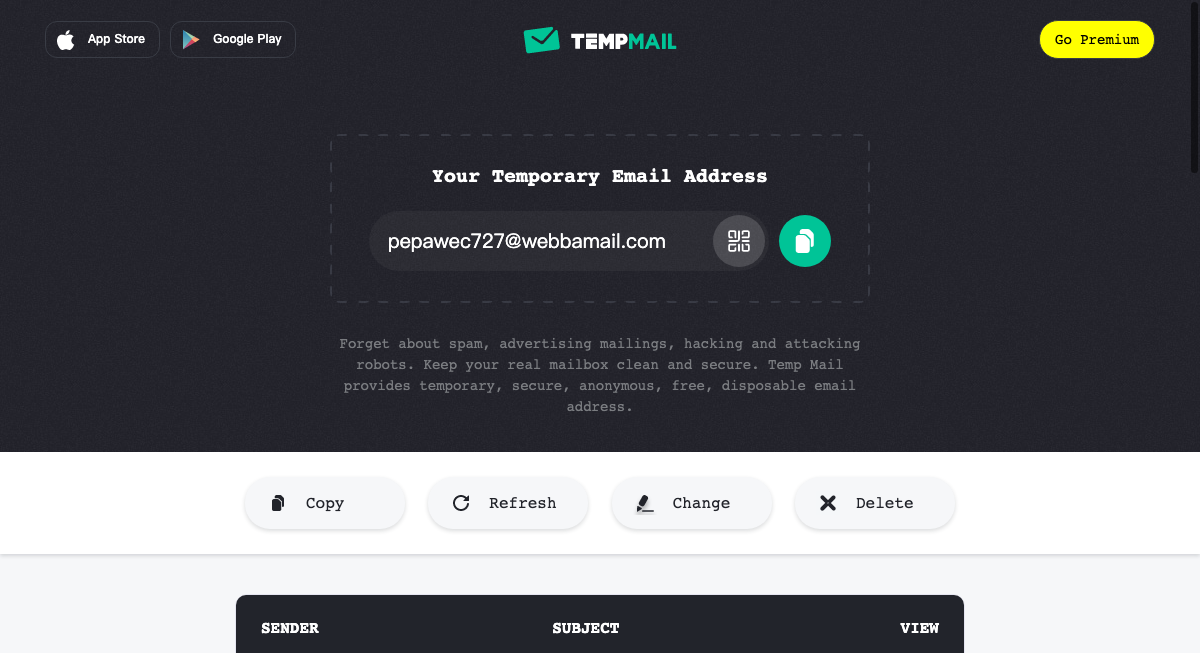 App Store
Google Play
TEMPMAIL
Go Premium
Your Temporary Email Address
pepawec727@webbamail.com
Forget about spam, advertising mailings, hacking and attacking
robots. Keep your real mailbox clean and secure. Temp Mail
provides temporary, secure, anonymous, free, disposable email
address.
Copy
Refresh
Change
Delete
SENDER
SUBJECT
VIEW